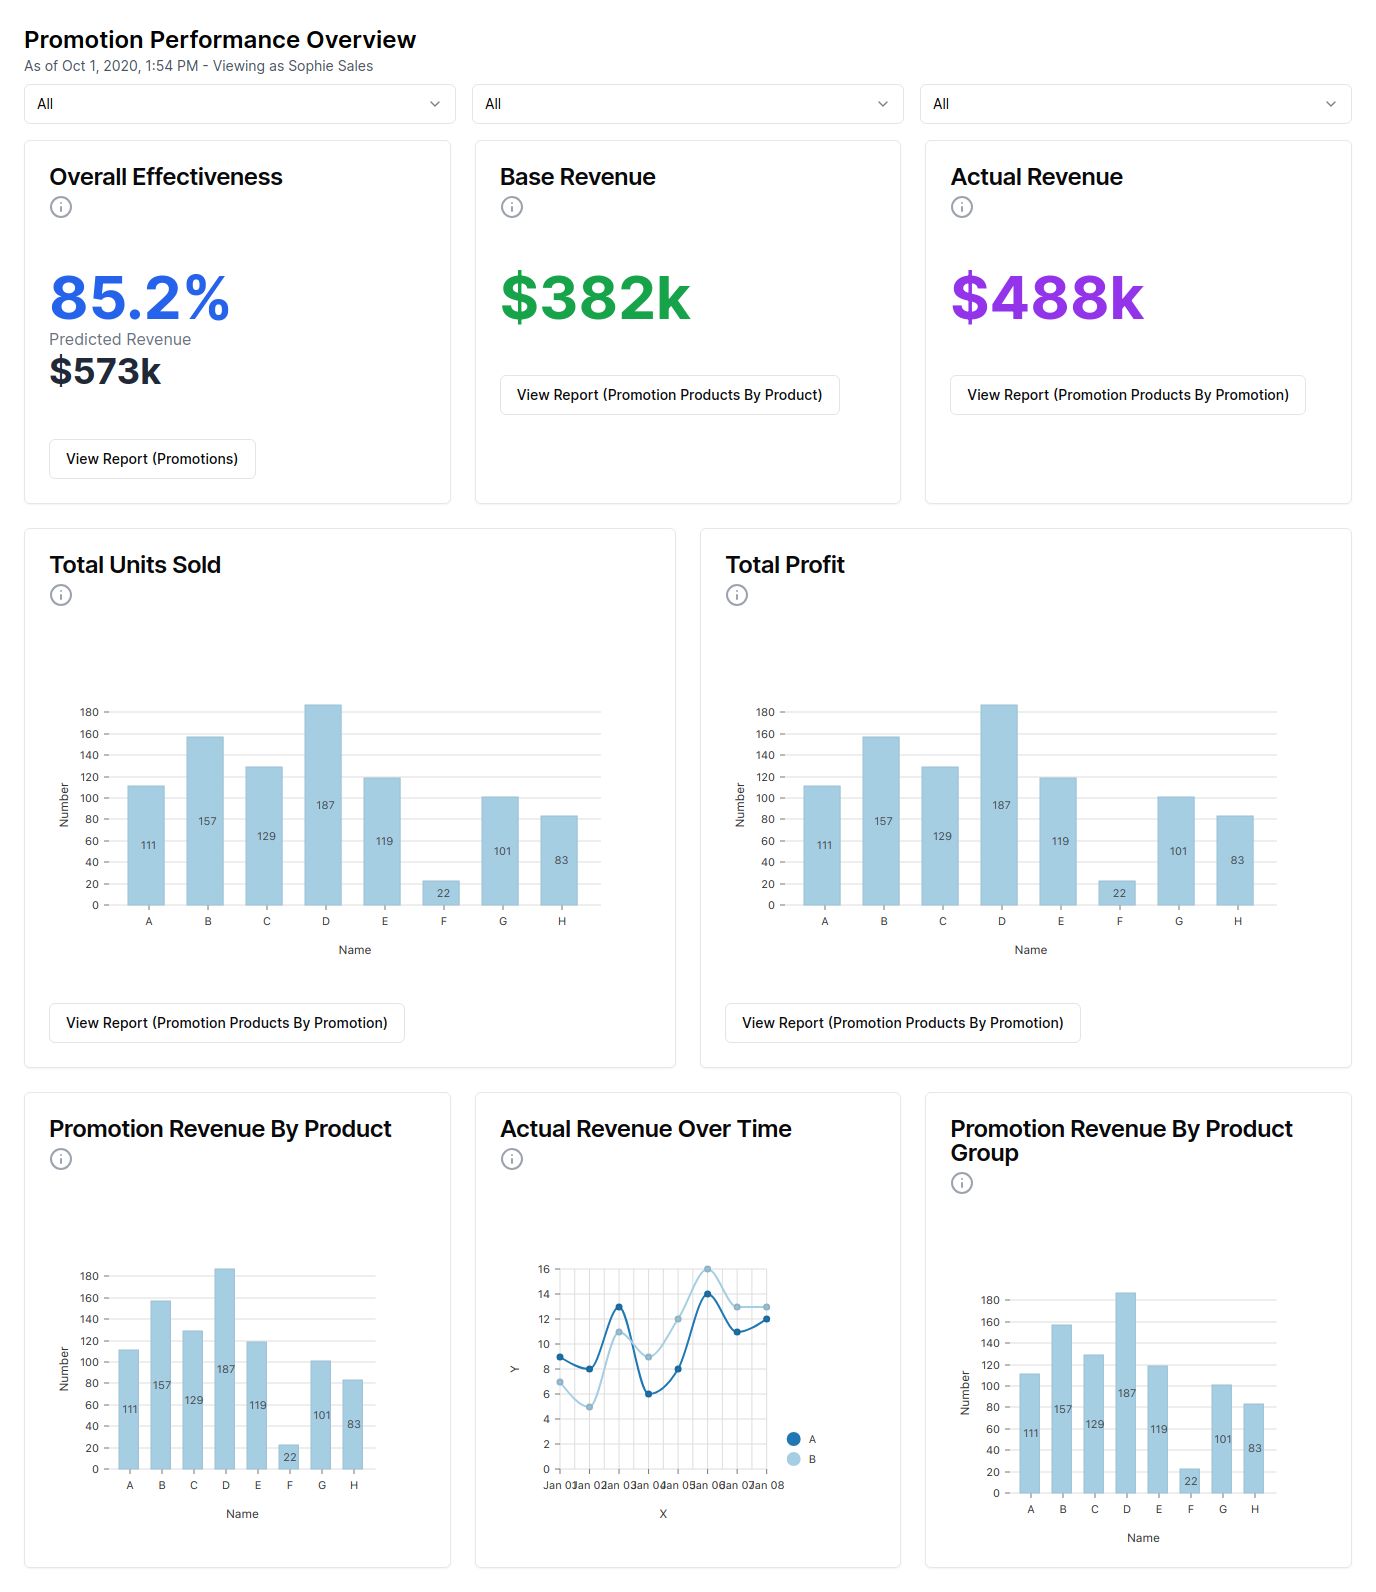 Promotion Performance Overview
As of Oct 1, 2020, 1:54 PM - Viewing as Sophie Sales
All
All
All
Overall Effectiveness
85.2%
Predicted Revenue
$573k
View Report (Promotions)
Base Revenue
$382k
View Report (Promotion Products By Product)
Actual Revenue
$488k
View Report (Promotion Products By Promotion)
Total Units Sold
Number
180
160
140
120
100
80
60
40
20
0
111
157
129
187
119
22
101
83
A B C D E F G H
Name
View Report (Promotion Products By Promotion)
Total Profit
Number
180
160
140
120
100
80
60
40
20
0
111
157
129
187
119
22
101
83
A B C D E F G H
Name
View Report (Promotion Products By Promotion)
Promotion Revenue By Product
Number
180
160
140
120
100
80
60
40
20
0
111
157
129
187
119
22
101
83
A B C D E F G H
Name
Actual Revenue Over Time
Y
16
14
12
10
8
6
4
2
0
Jan 01 Jan 02 Jan 03 Jan 04 Jan 05 Jan 06 Jan 07 Jan 08
X
A
B
Promotion Revenue By Product
Group
Number
180
160
140
120
100
80
60
40
20
0
111
157
129
187
119
22
101
83
A B C D E F G H
Name